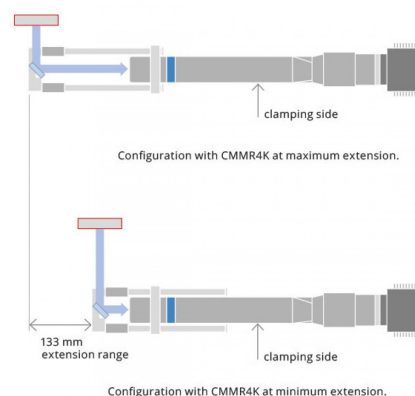 clamping side
Configuration with CMMR4K at maximum extension.
133 mm
extension range
clamping side
Configuration with CMMR4K at minimum extension.